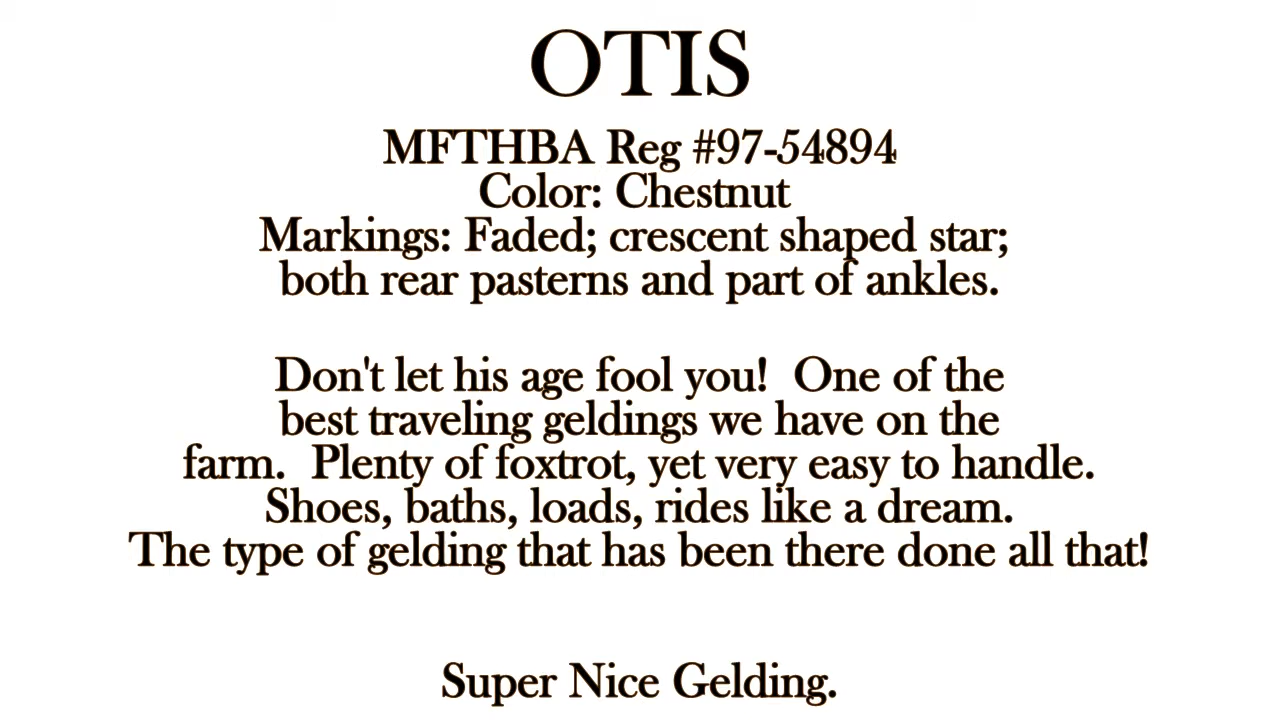 OTIS
MFTHBA Reg #97-54894
Color: Chestnut
Markings: Faded; crescent shaped star;
both rear pasterns and part of ankles.
Don't let his age fool you!  One of the
best traveling geldings we have on the
farm.  Plenty of foxtrot, yet very easy to handle.
Shoes, baths, loads, rides like a dream.
The type of gelding that has been there done all that!
Super Nice Gelding.